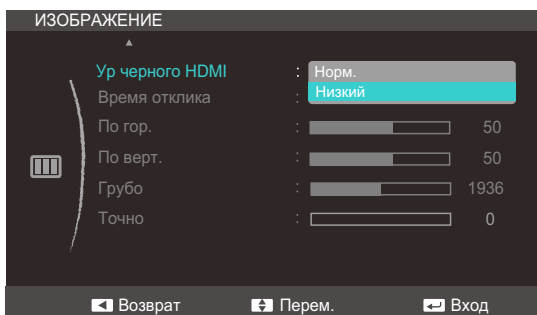 ИЗОБРАЖЕНИЕ
Ур черного HDMI : Норм.
Низкий
Время отклика :
По гор. : 50
По верт. : 50
Грубо : 1936
Точно : 0
Возврат Перем. Вход